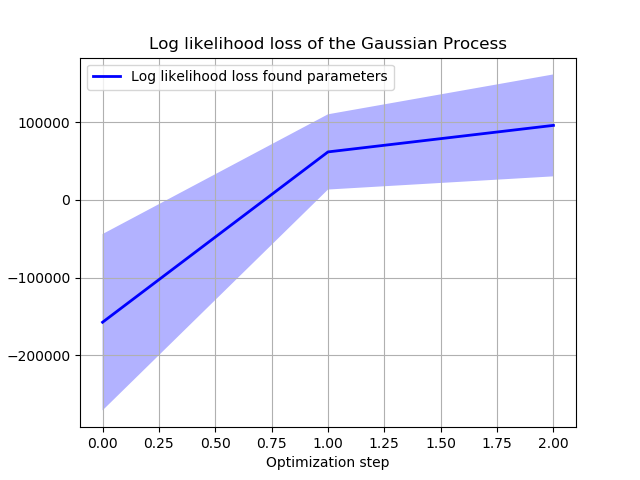 Log likelihood loss of the Gaussian Process
Log likelihood loss found parameters
100000
0
−100000
−200000
0.00 0.25 0.50 0.75 1.00 1.25 1.50 1.75 2.00
Optimization step